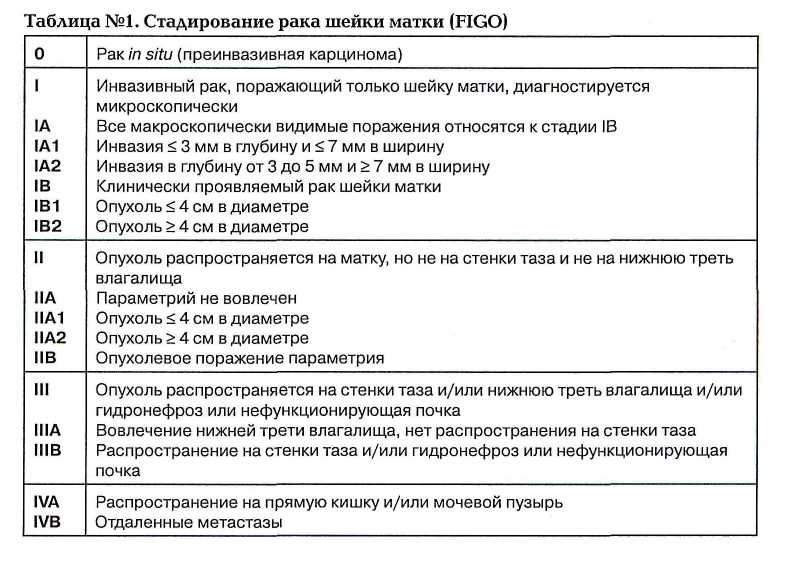 Таблица №1. Стадирование рака шейки матки (FIGO)
0 Рак in situ (преинвазивная карцинома)
I Инвазивный рак, поражающий только шейку матки, диагностируется
микроскопически
IA Все макроскопически видимые поражения относятся к стадии IB
IA1 Инвазия ≤ 3 мм в глубину и ≤ 7 мм в ширину
IA2 Инвазия в глубину от 3 до 5 мм и ≥ 7 мм в ширину
IB Клинически проявляемый рак шейки матки
IB1 Опухоль ≤ 4 см в диаметре
IB2 Опухоль ≥ 4 см в диаметре
II Опухоль распространяется на матку, но не на стенки таза и не на нижнюю треть
влагалища
IIA Параметрий не вовлечен
IIA1 Опухоль ≤ 4 см в диаметре
IIA2 Опухоль ≥ 4 см в диаметре
IIB Опухолевое поражение параметрия
III Опухоль распространяется на стенки таза и/или нижнюю треть влагалища и/или
гидронефроз или нефункционирующая почка
IIIA Вовлечение нижней трети влагалища, нет распространения на стенки таза
IIIB Распространение на стенки таза и/или гидронефроз или нефункционирующая
почка
IVA Распространение на прямую кишку и/или мочевой пузырь
IVB Отдаленные метастазы